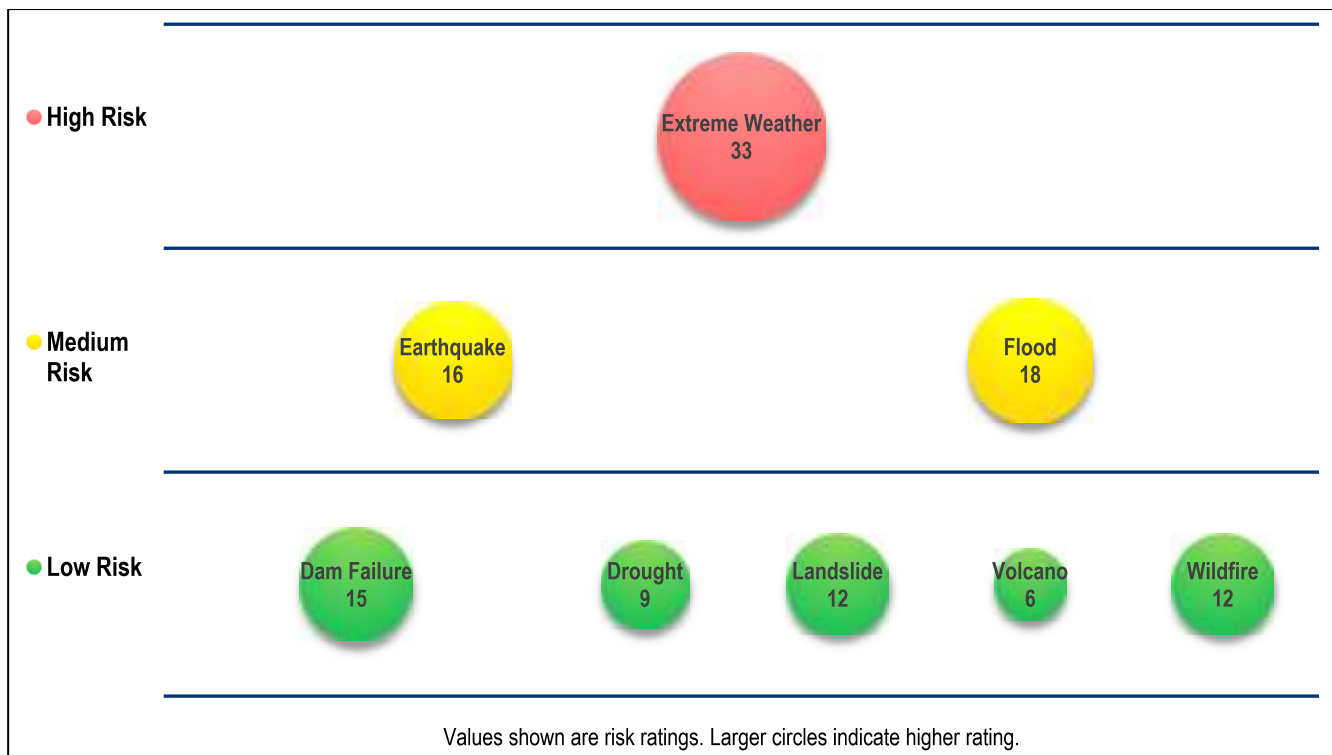 High Risk
Extreme Weather
33
Medium
Risk
Earthquake
16
Flood
18
Low Risk
Dam Failure
15
Drought
9
Landslide
12
Volcano
6
Wildfire
12
Values shown are risk ratings. Larger circles indicate higher rating.